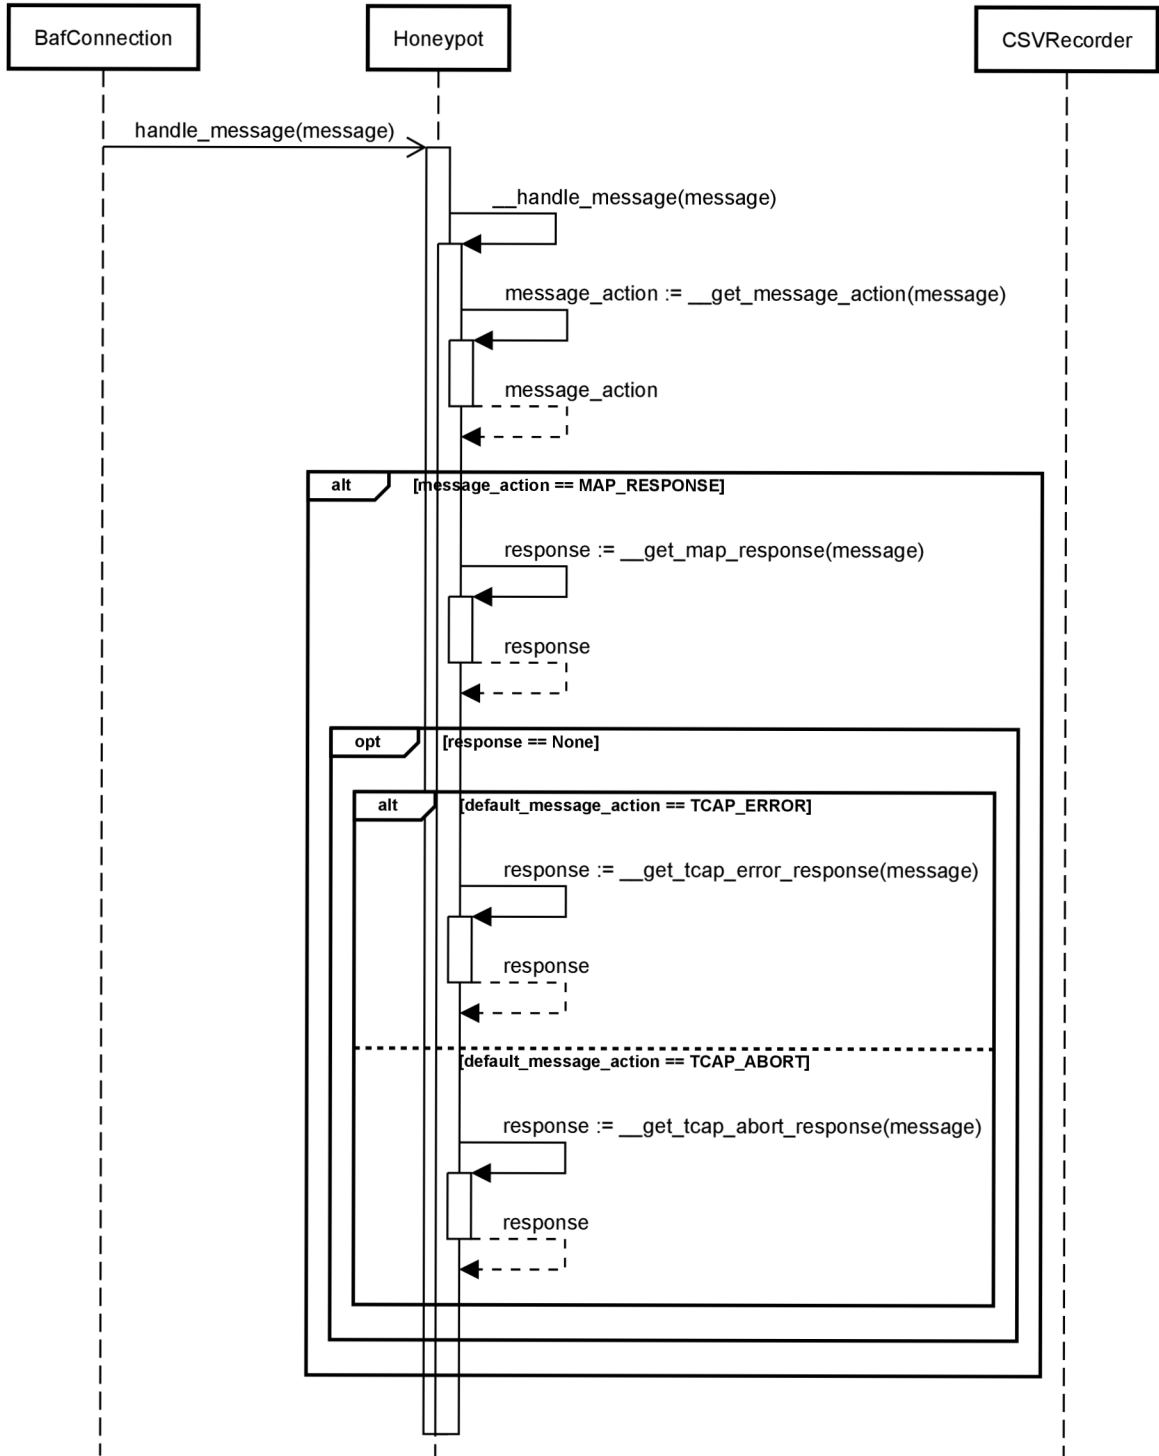 BafConnection
Honeypot
CSVRecorder
handle_message(message)
__handle_message(message)
message_action := __get_message_action(message)
message_action
alt [message_action == MAP_RESPONSE]
response := __get_map_response(message)
response
opt [response == None]
alt [default_message_action == TCAP_ERROR]
response := __get_tcap_error_response(message)
response
[default_message_action == TCAP_ABORT]
response := __get_tcap_abort_response(message)
response